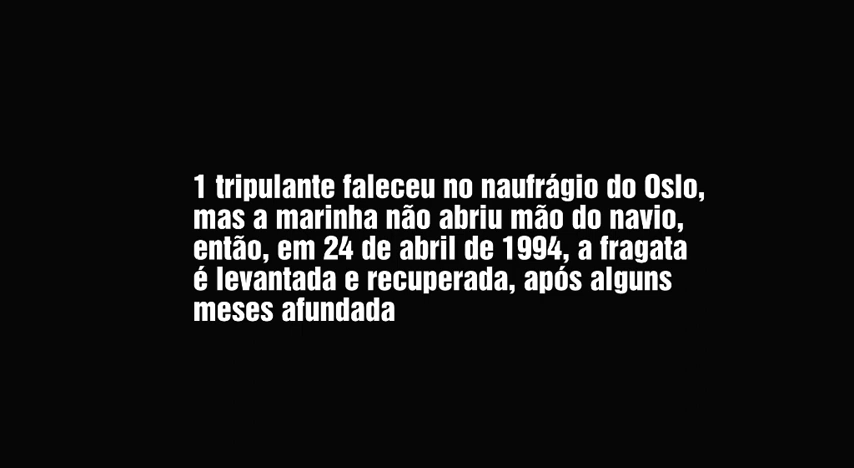 1 tripulante faleceu no naufrágio do Oslo,
mas a marinha não abriu mão do navio,
então, em 24 de abril de 1994, a fragata
é levantada e recuperada, após alguns
meses afundada